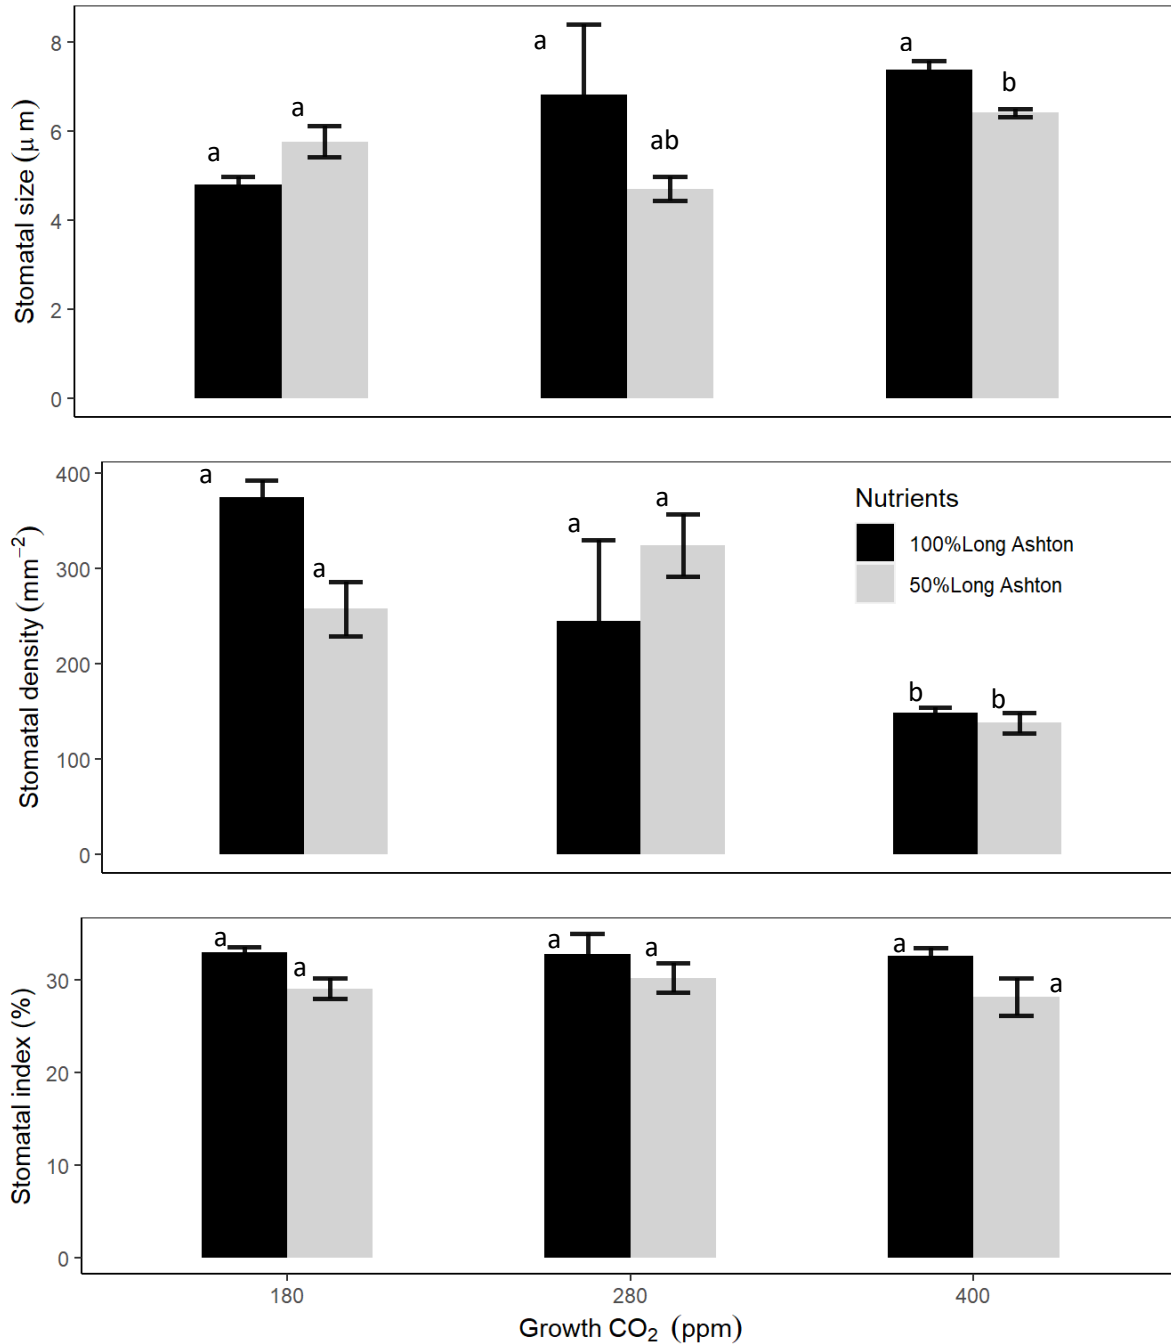 Stomatal size (μ m)
8
6
4
2
0
a
a
a
ab
a
b
Stomatal density (mm⁻²)
400
300
200
100
0
a
a
a
a
b
b
Nutrients
100%Long Ashton
50%Long Ashton
Stomatal index (%)
30
20
10
0
a
a
a
a
a
a
180 280 400
Growth CO₂ (ppm)